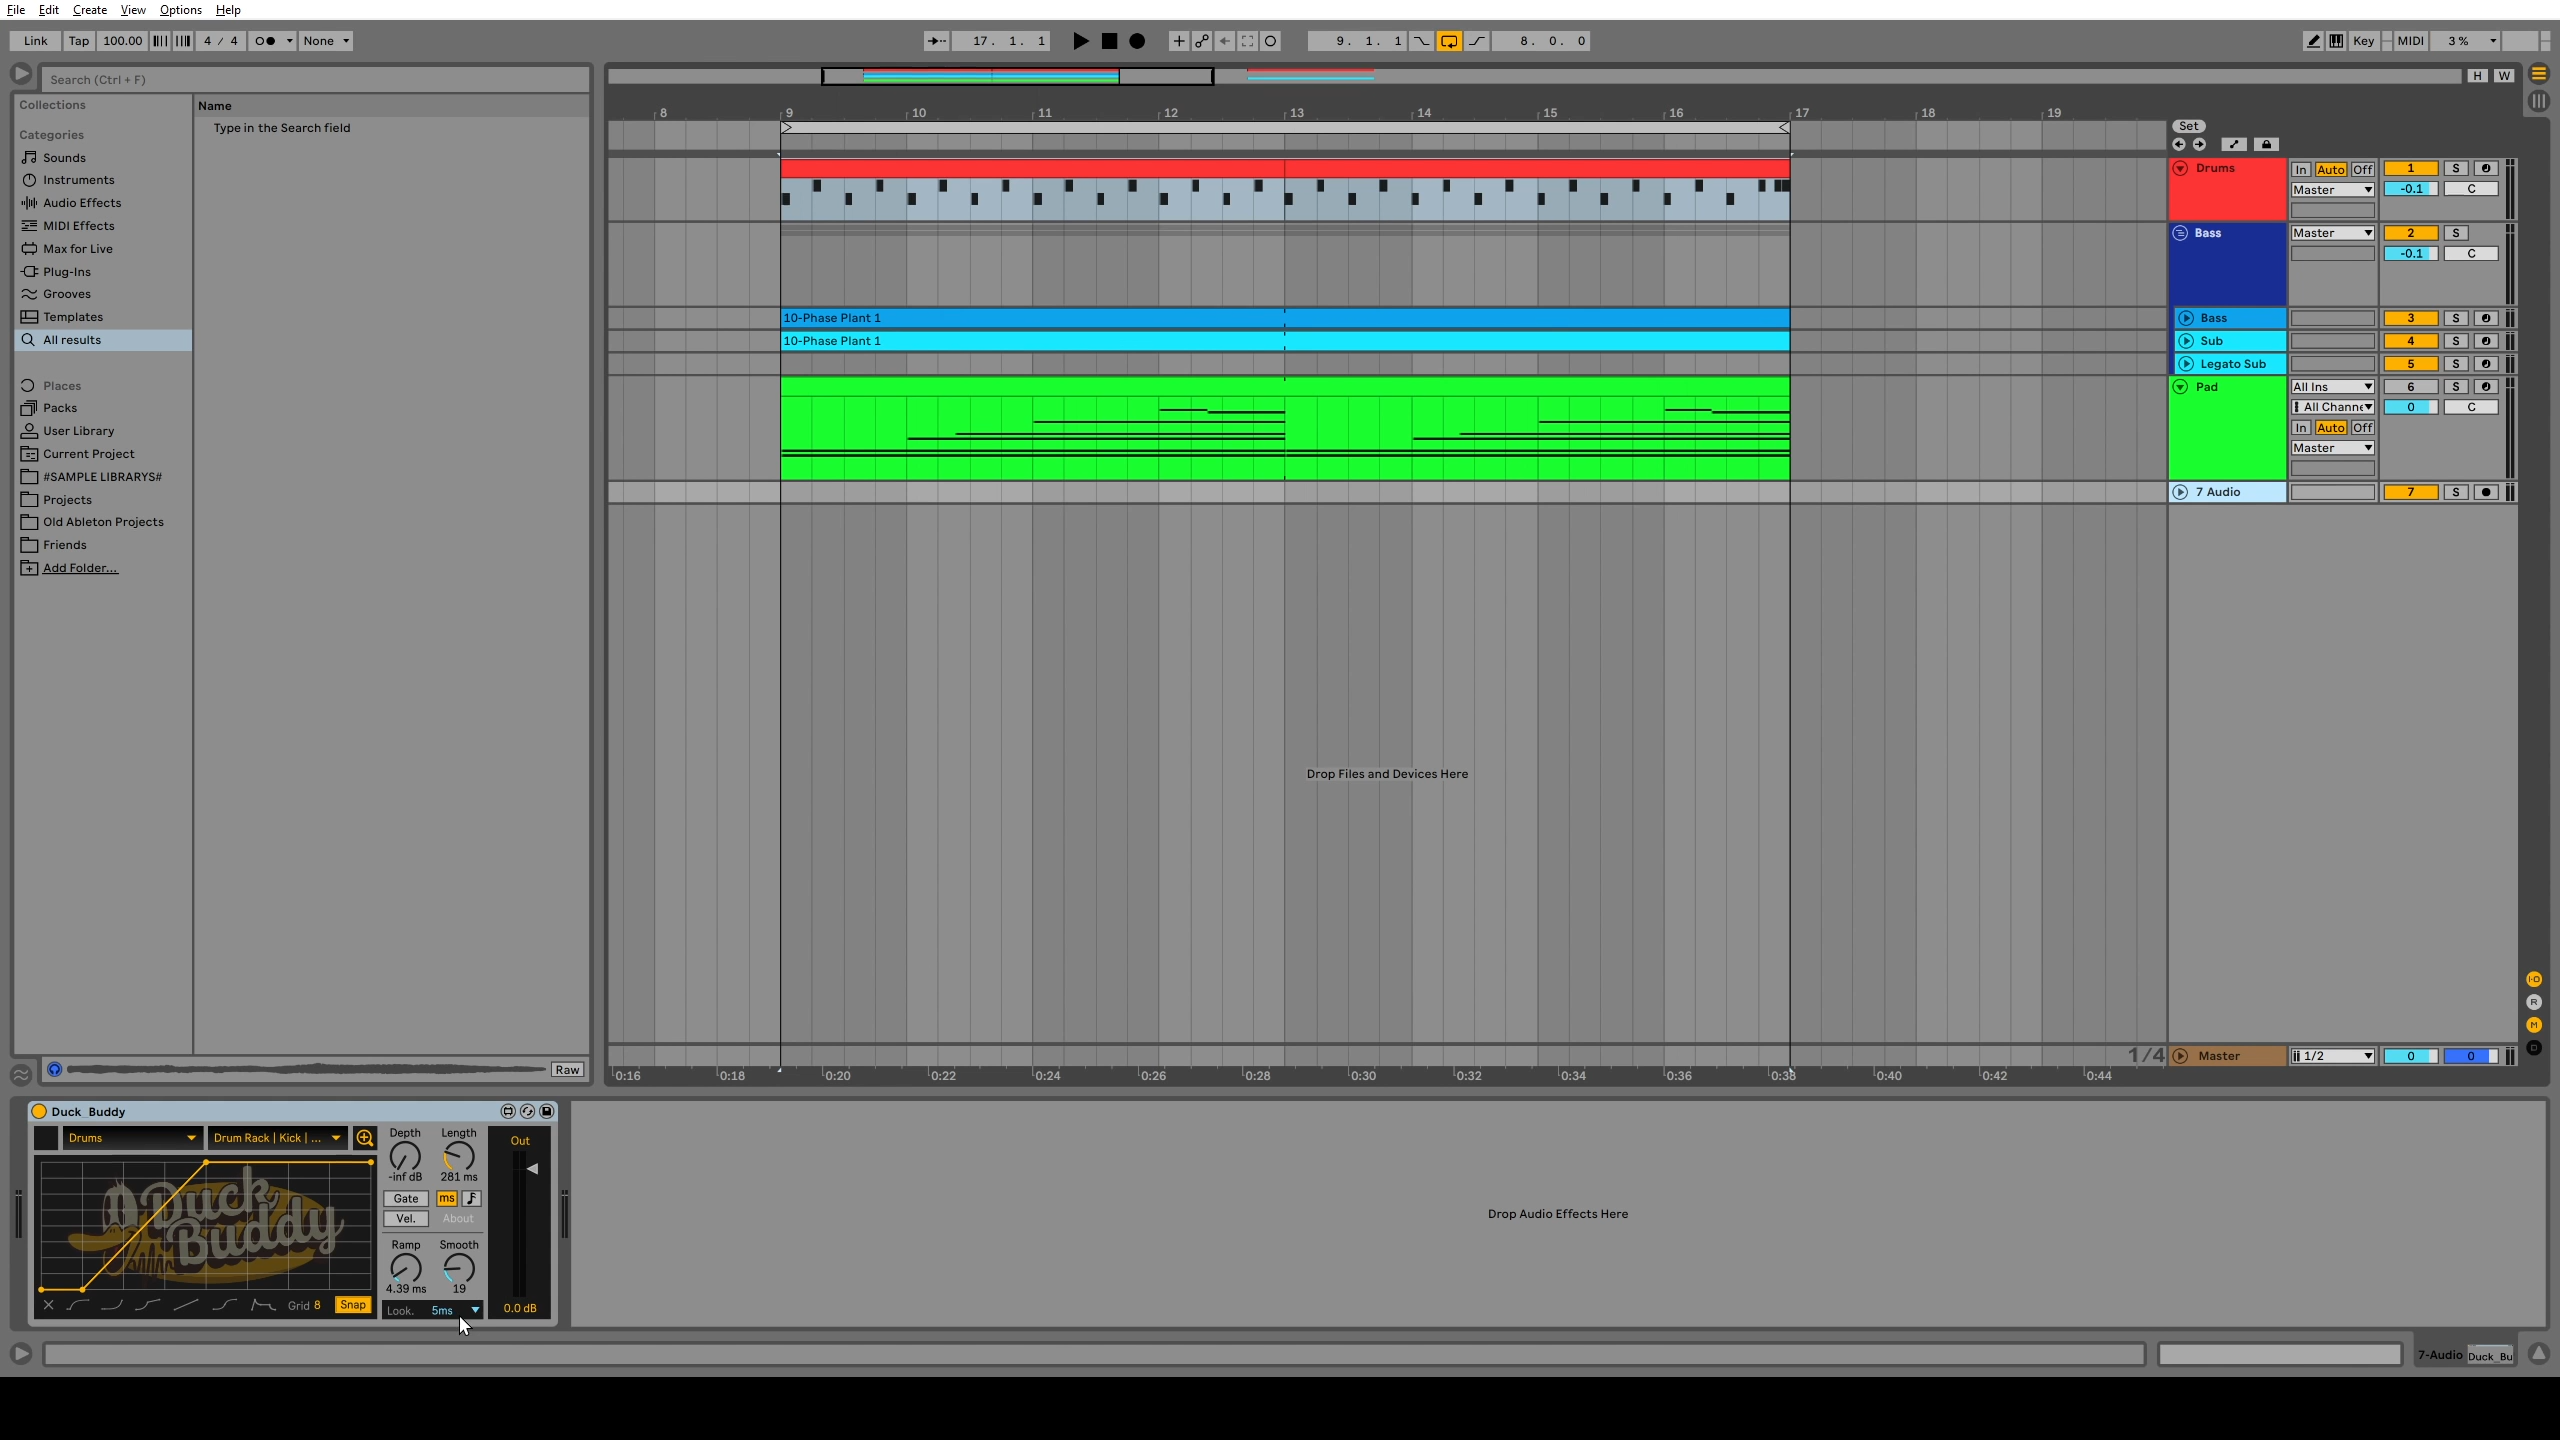 File Edit Create View Options Help
Link Tap 100.00 4 / 4 None 17. 1. 1 9. 1. 1 8. 0. 0 Key MIDI 3 %
Search (Ctrl + F) H W
Collections Name
Type in the Search field
Categories
Sounds
Instruments
Audio Effects
MIDI Effects
Max for Live
Plug-Ins
Grooves
Templates
All results
Places
Packs
User Library
Current Project
#SAMPLE LIBRARYS#
Projects
Old Ableton Projects
Friends
Add Folder...
Raw
8 9 10 11 12 13 14 15 16 17 18 19
Set
Drums In Auto Off 1 S
Master -0.1 C
Bass Master 2 S
-0.1 C
10-Phase Plant 1 Bass 3 S
10-Phase Plant 1 Sub 4 S
Legato Sub 5 S
Pad All Ins 6 S
All Channe 0 C
In Auto Off
Master
7 Audio 7 S
Drop Files and Devices Here
I·O
R
M
D
1/4 Master 1/2 0 0
0:16 0:18 0:20 0:22 0:24 0:26 0:28 0:30 0:32 0:34 0:36 0:38 0:40 0:42 0:44
Duck_Buddy
Drums Drum Rack | Kick | ... Depth Length Out
-inf dB 281 ms
Gate ms
Vel. About
Duck
Buddy
Ramp Smooth
4.39 ms 19
Grid 8 Snap Look. 5ms 0.0 dB
Drop Audio Effects Here
7-Audio Duck_Bu